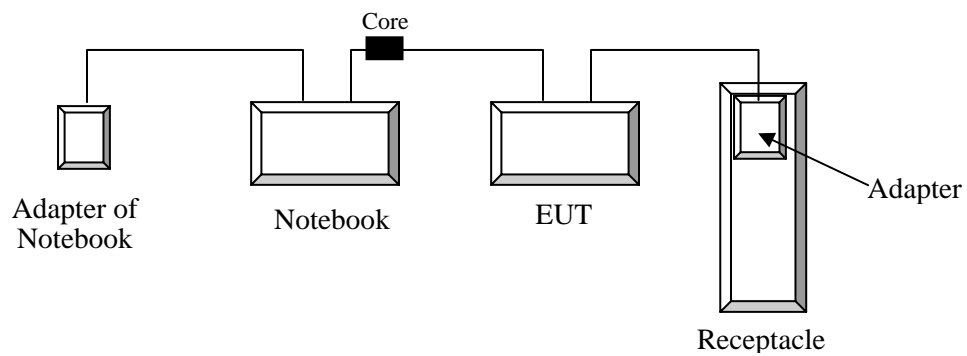 Core
Adapter of
Notebook
Notebook
EUT
Adapter
Receptacle